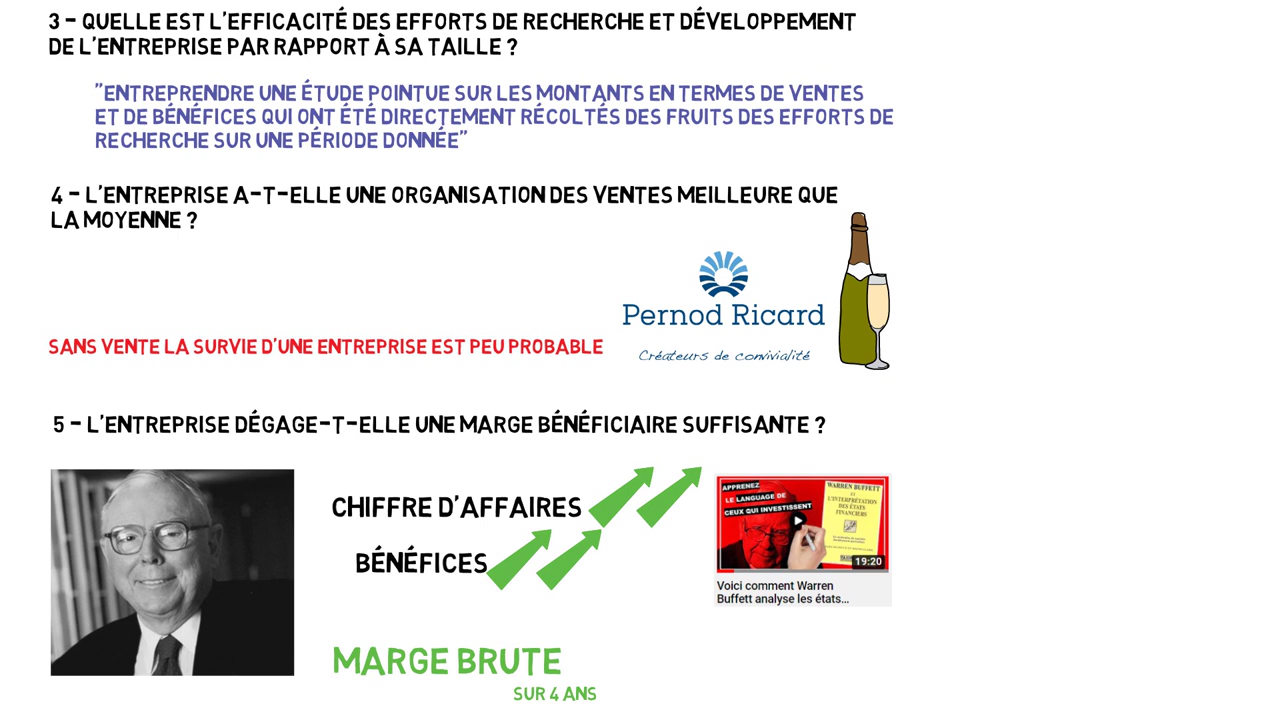 3 - QUELLE EST L'EFFICACITÉ DES EFFORTS DE RECHERCHE ET DÉVELOPPEMENT
DE L'ENTREPRISE PAR RAPPORT À SA TAILLE ?
"ENTREPRENDRE UNE ÉTUDE POINTUE SUR LES MONTANTS EN TERMES DE VENTES
ET DE BÉNÉFICES QUI ONT ÉTÉ DIRECTEMENT RÉCOLTÉS DES FRUITS DES EFFORTS DE
RECHERCHE SUR UNE PÉRIODE DONNÉE"
4 - L'ENTREPRISE A-T-ELLE UNE ORGANISATION DES VENTES MEILLEURE QUE
LA MOYENNE ?
Pernod Ricard
Créateurs de convivialité
SANS VENTE LA SURVIE D'UNE ENTREPRISE EST PEU PROBABLE
5 - L'ENTREPRISE DÉGAGE-T-ELLE UNE MARGE BÉNÉFICIAIRE SUFFISANTE ?
CHIFFRE D'AFFAIRES
BÉNÉFICES
APPRENEZ
LE LANGUAGE DE
CEUX QUI INVESTISSENT
WARREN BUFFETT
ET
L'INTERPRÉTATION
DES ÉTATS
FINANCIERS
19:20
Voici comment Warren
Buffett analyse les états...
MARGE BRUTE
SUR 4 ANS